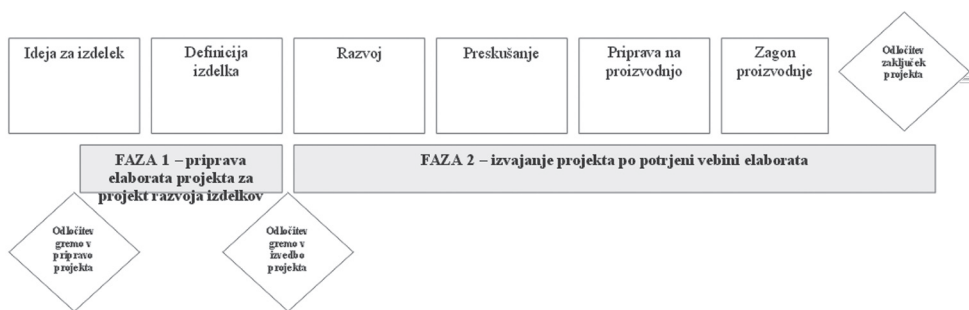 Ideja za izdelek
Definicija
izdelka
Razvoj
Preskušanje
Priprava na
proizvodnjo
Zagon
proizvodnje
Odločitev
zaključek
projekta
FAZA 1 – priprava
elaborata projekta za
projekt razvoja izdelkov
FAZA 2 – izvajanje projekta po potrjeni vebini elaborata
Odločitev
gremo v
pripravo
projekta
Odločitev
gremo v
izvedbo
projekta